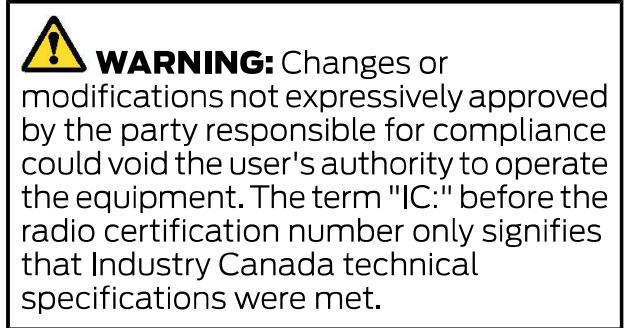 WARNING: Changes or
modifications not expressively approved
by the party responsible for compliance
could void the user's authority to operate
the equipment. The term "IC:" before the
radio certification number only signifies
that Industry Canada technical
specifications were met.